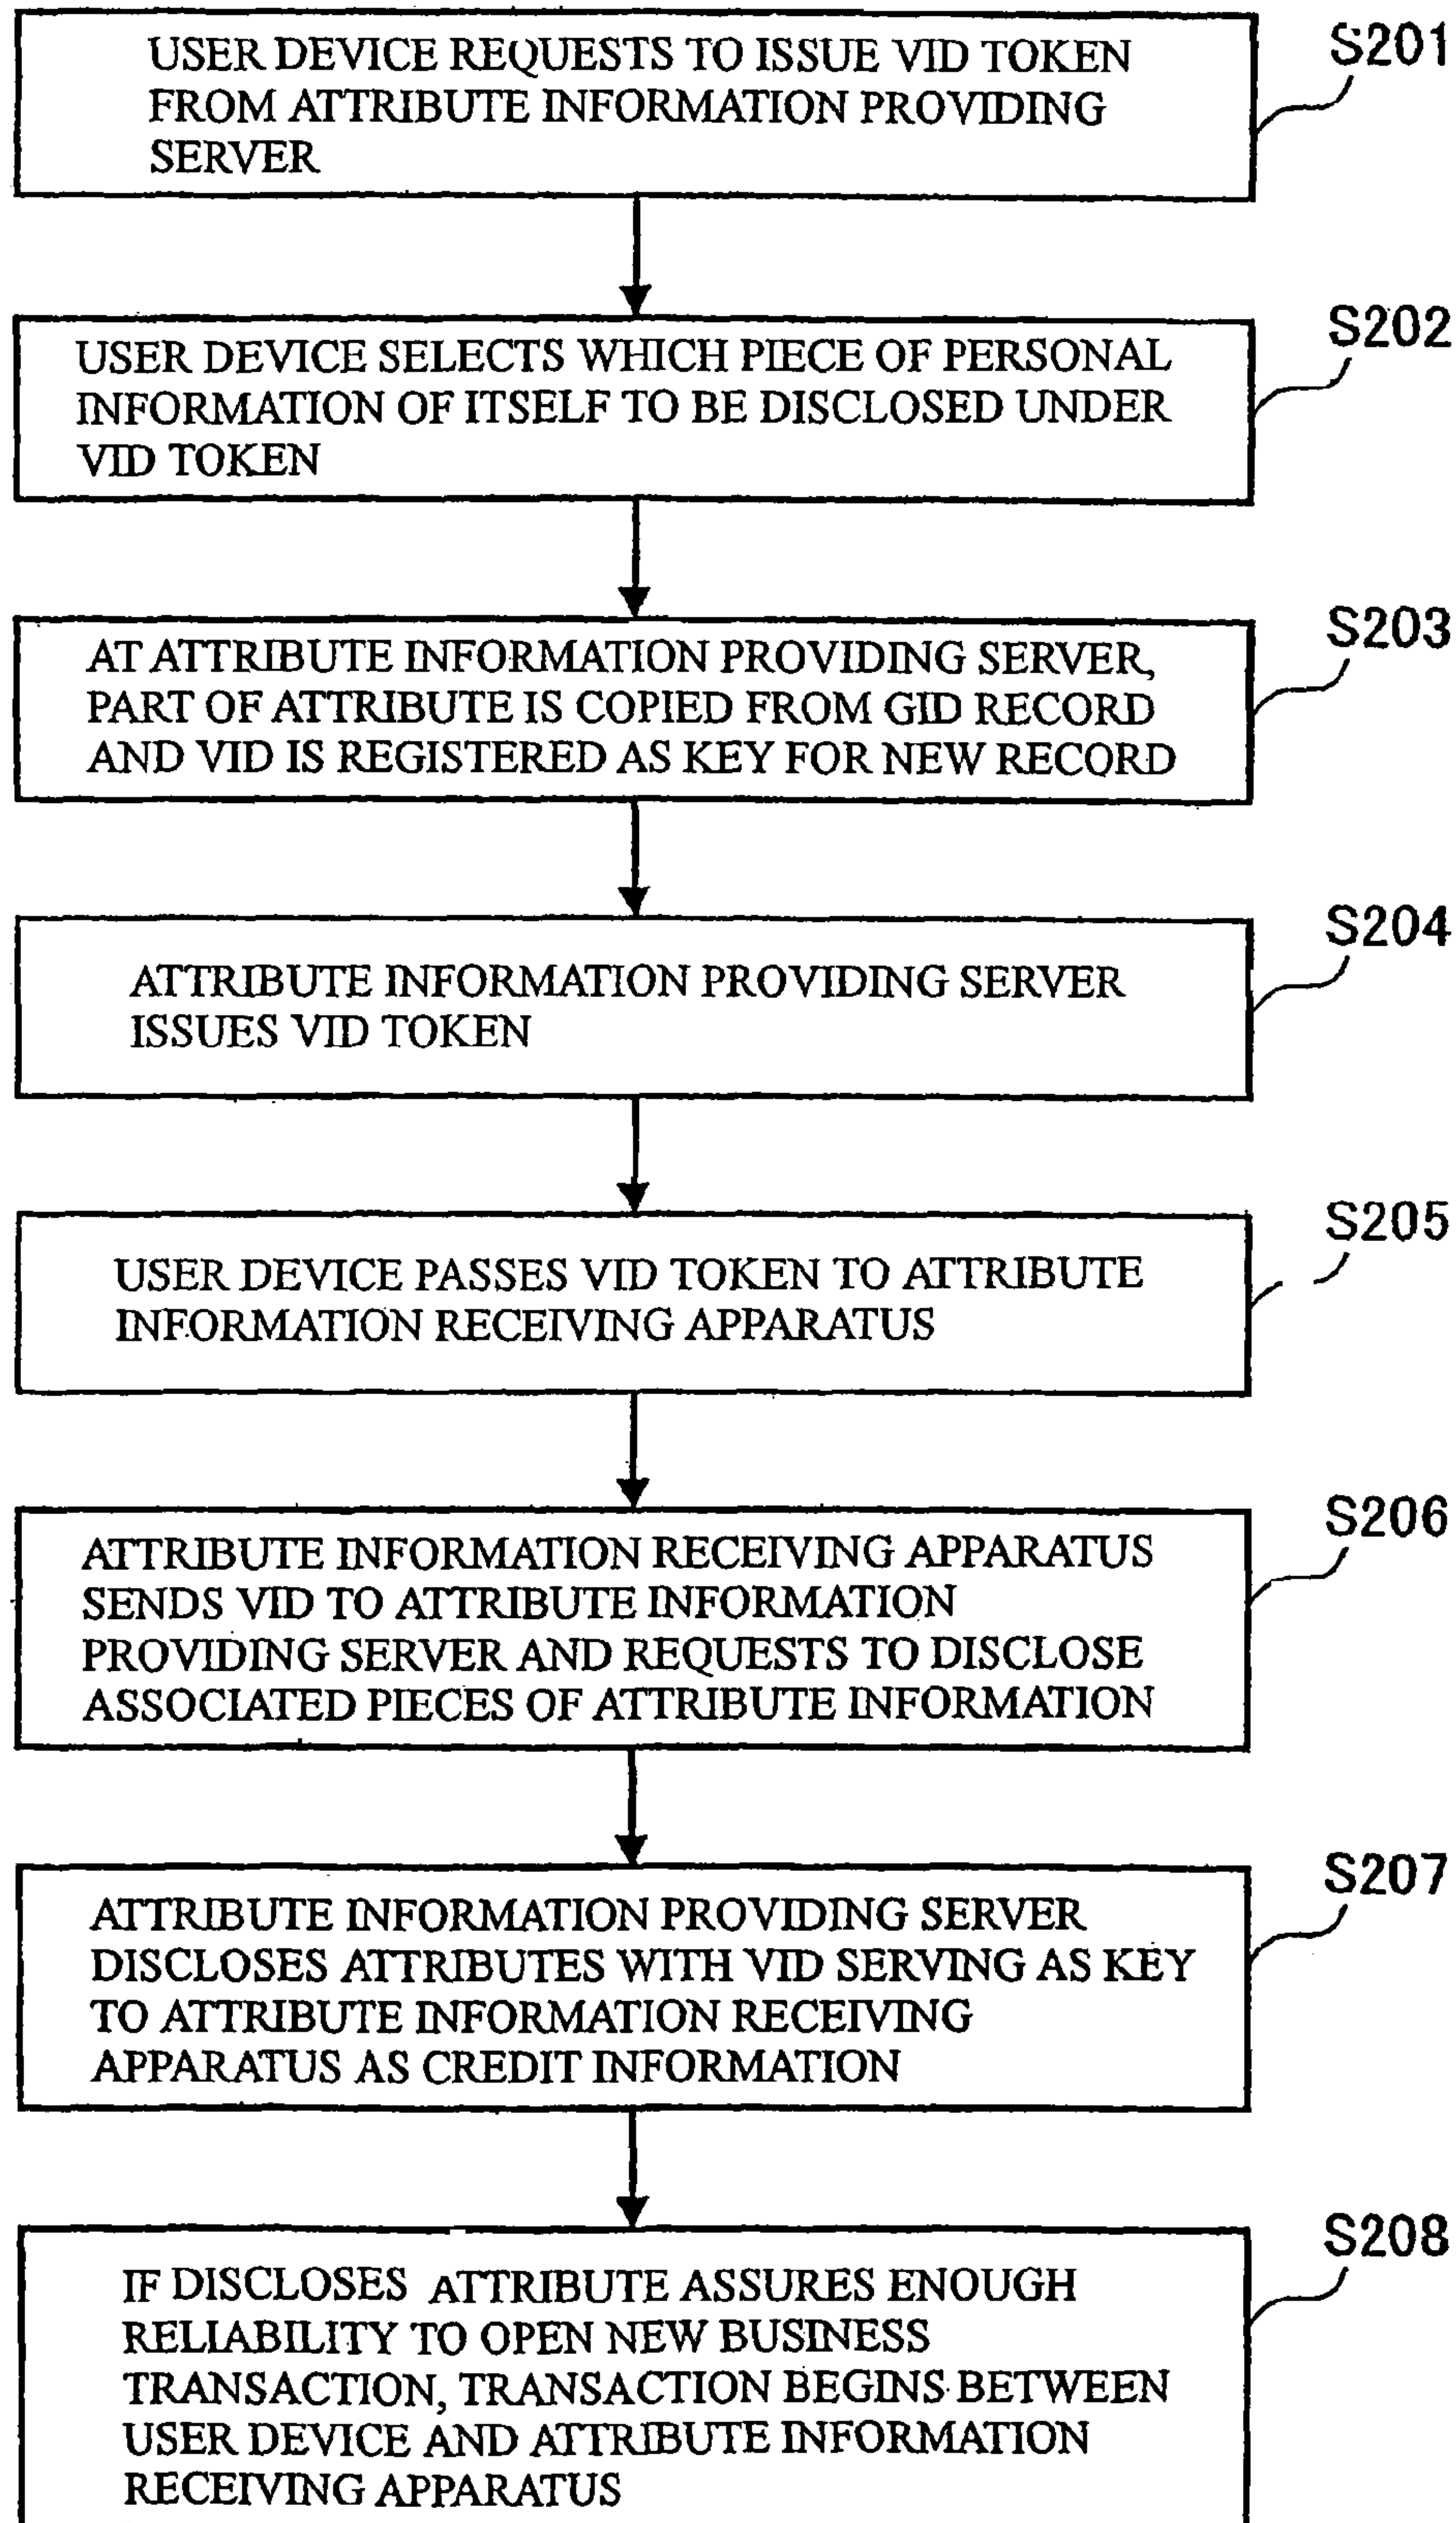 USER DEVICE REQUESTS TO ISSUE VID TOKEN
FROM ATTRIBUTE INFORMATION PROVIDING
SERVER
S201
USER DEVICE SELECTS WHICH PIECE OF PERSONAL
INFORMATION OF ITSELF TO BE DISCLOSED UNDER
VID TOKEN
S202
AT ATTRIBUTE INFORMATION PROVIDING SERVER,
PART OF ATTRIBUTE IS COPIED FROM GID RECORD
AND VID IS REGISTERED AS KEY FOR NEW RECORD
S203
ATTRIBUTE INFORMATION PROVIDING SERVER
ISSUES VID TOKEN
S204
USER DEVICE PASSES VID TOKEN TO ATTRIBUTE
INFORMATION RECEIVING APPARATUS
S205
ATTRIBUTE INFORMATION RECEIVING APPARATUS
SENDS VID TO ATTRIBUTE INFORMATION
PROVIDING SERVER AND REQUESTS TO DISCLOSE
ASSOCIATED PIECES OF ATTRIBUTE INFORMATION
S206
ATTRIBUTE INFORMATION PROVIDING SERVER
DISCLOSES ATTRIBUTES WITH VID SERVING AS KEY
TO ATTRIBUTE INFORMATION RECEIVING
APPARATUS AS CREDIT INFORMATION
S207
IF DISCLOSES ATTRIBUTE ASSURES ENOUGH
RELIABILITY TO OPEN NEW BUSINESS
TRANSACTION, TRANSACTION BEGINS BETWEEN
USER DEVICE AND ATTRIBUTE INFORMATION
RECEIVING APPARATUS
S208